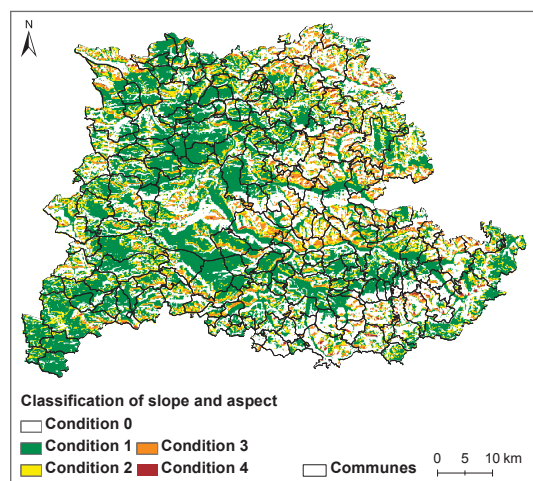 N
Classification of slope and aspect
Condition 0
Condition 1 Condition 3
Condition 2 Condition 4 Communes
0 5 10 km